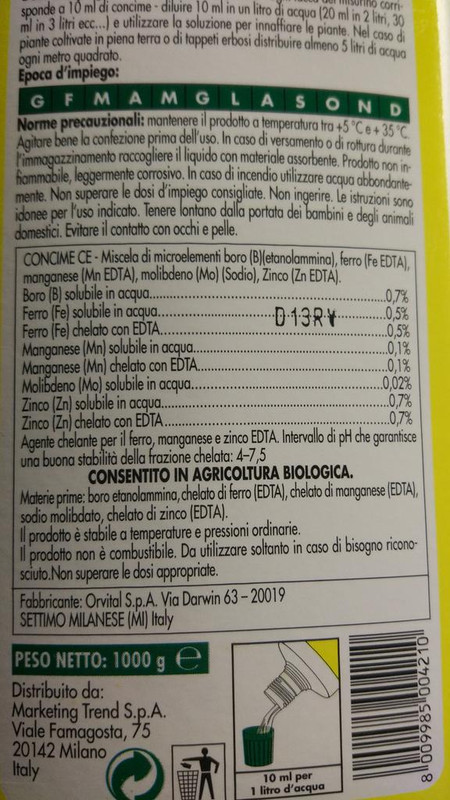 sponde a 10 ml di concime - diluire 10 ml in un litro di acqua (20 ml in 2 litri, 30
ml in 3 litri ecc...) e utilizzare la soluzione per innaffiare le piante. Nel caso di
piante coltivate in piena terra o di tappeti erbosi distribuire almeno 5 litri di acqua
ogni metro quadrato.
Epoca d'impiego:
G F M A M G L A S O N D
Norme precauzionali: mantenere il prodotto a temperatura tra +5 °C e + 35 °C.
Agitare bene la confezione prima dell'uso. In caso di versamento o di rottura durante
l'immagazzinamento raccogliere il liquido con materiale assorbente. Prodotto non in-
fiammabile, leggermente corrosivo. In caso di incendio utilizzare acqua abbondante-
mente. Non superare le dosi d'impiego consigliate. Non ingerire. Le istruzioni sono
idonee per l'uso indicato. Tenere lontano dalla portata dei bambini e degli animali
domestici. Evitare il contatto con occhi e pelle.
CONCIME CE - Miscela di microelementi boro (B)(etanolammina), ferro (Fe EDTA),
manganese (Mn EDTA), molibdeno (Mo) (Sodio), Zinco (Zn EDTA).
Boro (B) solubile in acqua....0,7%
Ferro (Fe) solubile in acqua....0,5%
D13RV
Ferro (Fe) chelato con EDTA....0,5%
Manganese (Mn) solubile in acqua....0,1%
Manganese (Mn) chelato con EDTA....0,1%
Molibdeno (Mo) solubile in acqua....0,02%
Zinco (Zn) solubile in acqua....0,7%
Zinco (Zn) chelato con EDTA....0,7%
Agente chelante per il ferro, manganese e zinco EDTA. Intervallo di pH che garantisce
una buona stabilità della frazione chelata: 4–7,5
CONSENTITO IN AGRICOLTURA BIOLOGICA.
Materie prime: boro etanolammina, chelato di ferro (EDTA), chelato di manganese (EDTA),
sodio molibdato, chelato di zinco (EDTA).
Il prodotto è stabile a temperature e pressioni ordinarie.
Il prodotto non è combustibile. Da utilizzare soltanto in caso di bisogno ricono-
sciuto.Non superare le dosi appropriate.
Fabbricante: Orvital S.p.A. Via Darwin 63 – 20019
SETTIMO MILANESE (MI) Italy
PESO NETTO: 1000 g e
Distribuito da:
Marketing Trend S.p.A.
Viale Famagosta, 75
20142 Milano
Italy
10 ml per
1 litro d'acqua
8 009985 004210